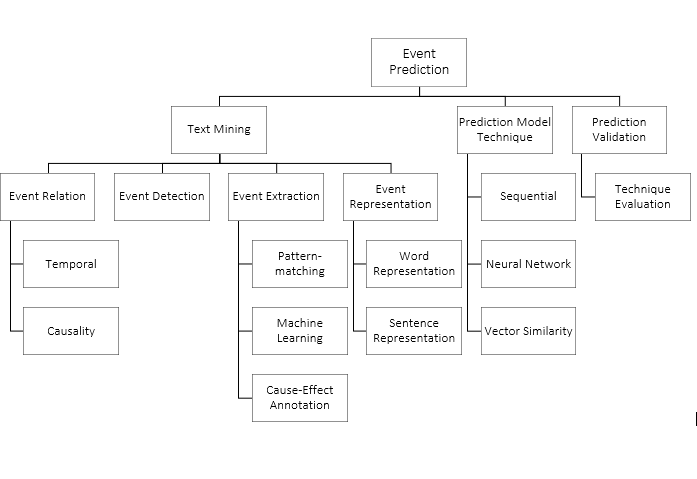 Event
Prediction
Text Mining
Prediction Model
Technique
Prediction
Validation
Event Relation
Event Detection
Event Extraction
Event
Representation
Sequential
Technique
Evaluation
Temporal
Pattern-
matching
Word
Representation
Neural Network
Causality
Machine
Learning
Sentence
Representation
Vector Similarity
Cause-Effect
Annotation